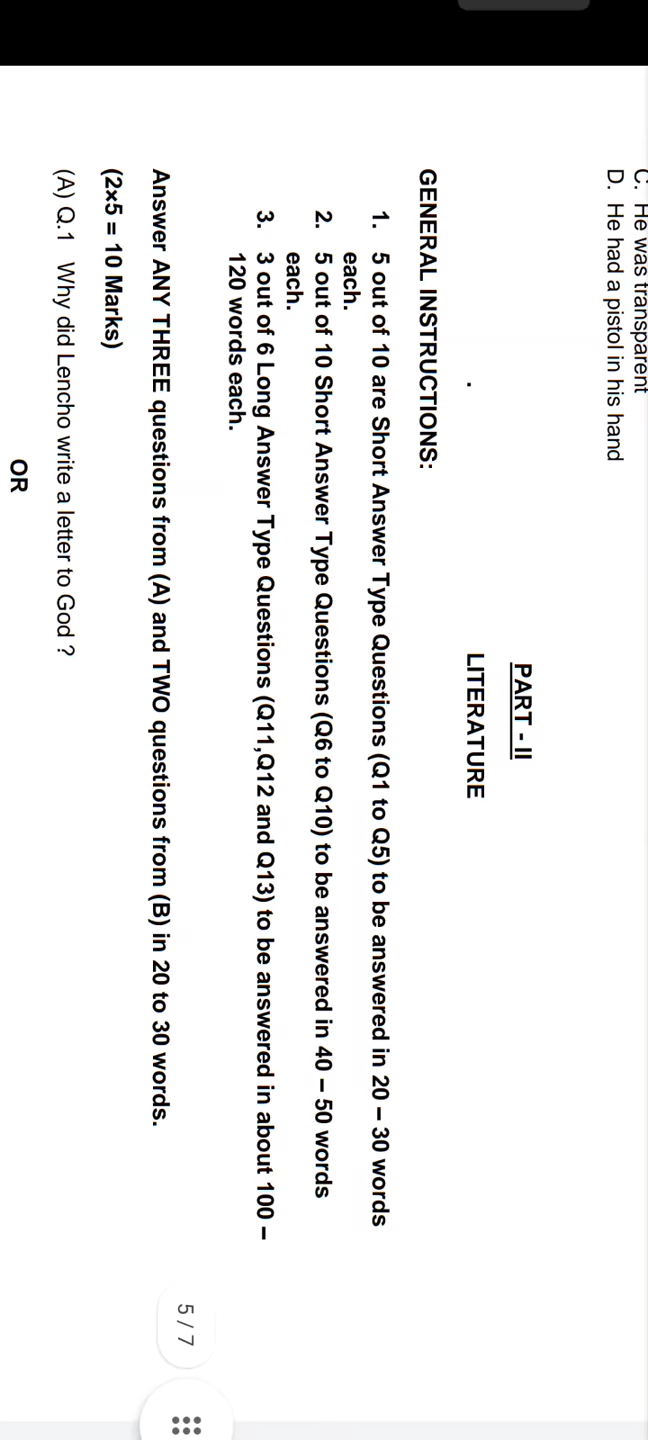 C. He was transparent
D. He had a pistol in his hand
PART - II
LITERATURE
GENERAL INSTRUCTIONS:
1. 5 out of 10 are Short Answer Type Questions (Q1 to Q5) to be answered in 20 – 30 words
each.
2. 5 out of 10 Short Answer Type Questions (Q6 to Q10) to be answered in 40 – 50 words
each.
3. 3 out of 6 Long Answer Type Questions (Q11,Q12 and Q13) to be answered in about 100 –
120 words each.
Answer ANY THREE questions from (A) and TWO questions from (B) in 20 to 30 words.
(2×5 = 10 Marks)
(A) Q.1 Why did Lencho write a letter to God ?
OR
5 / 7